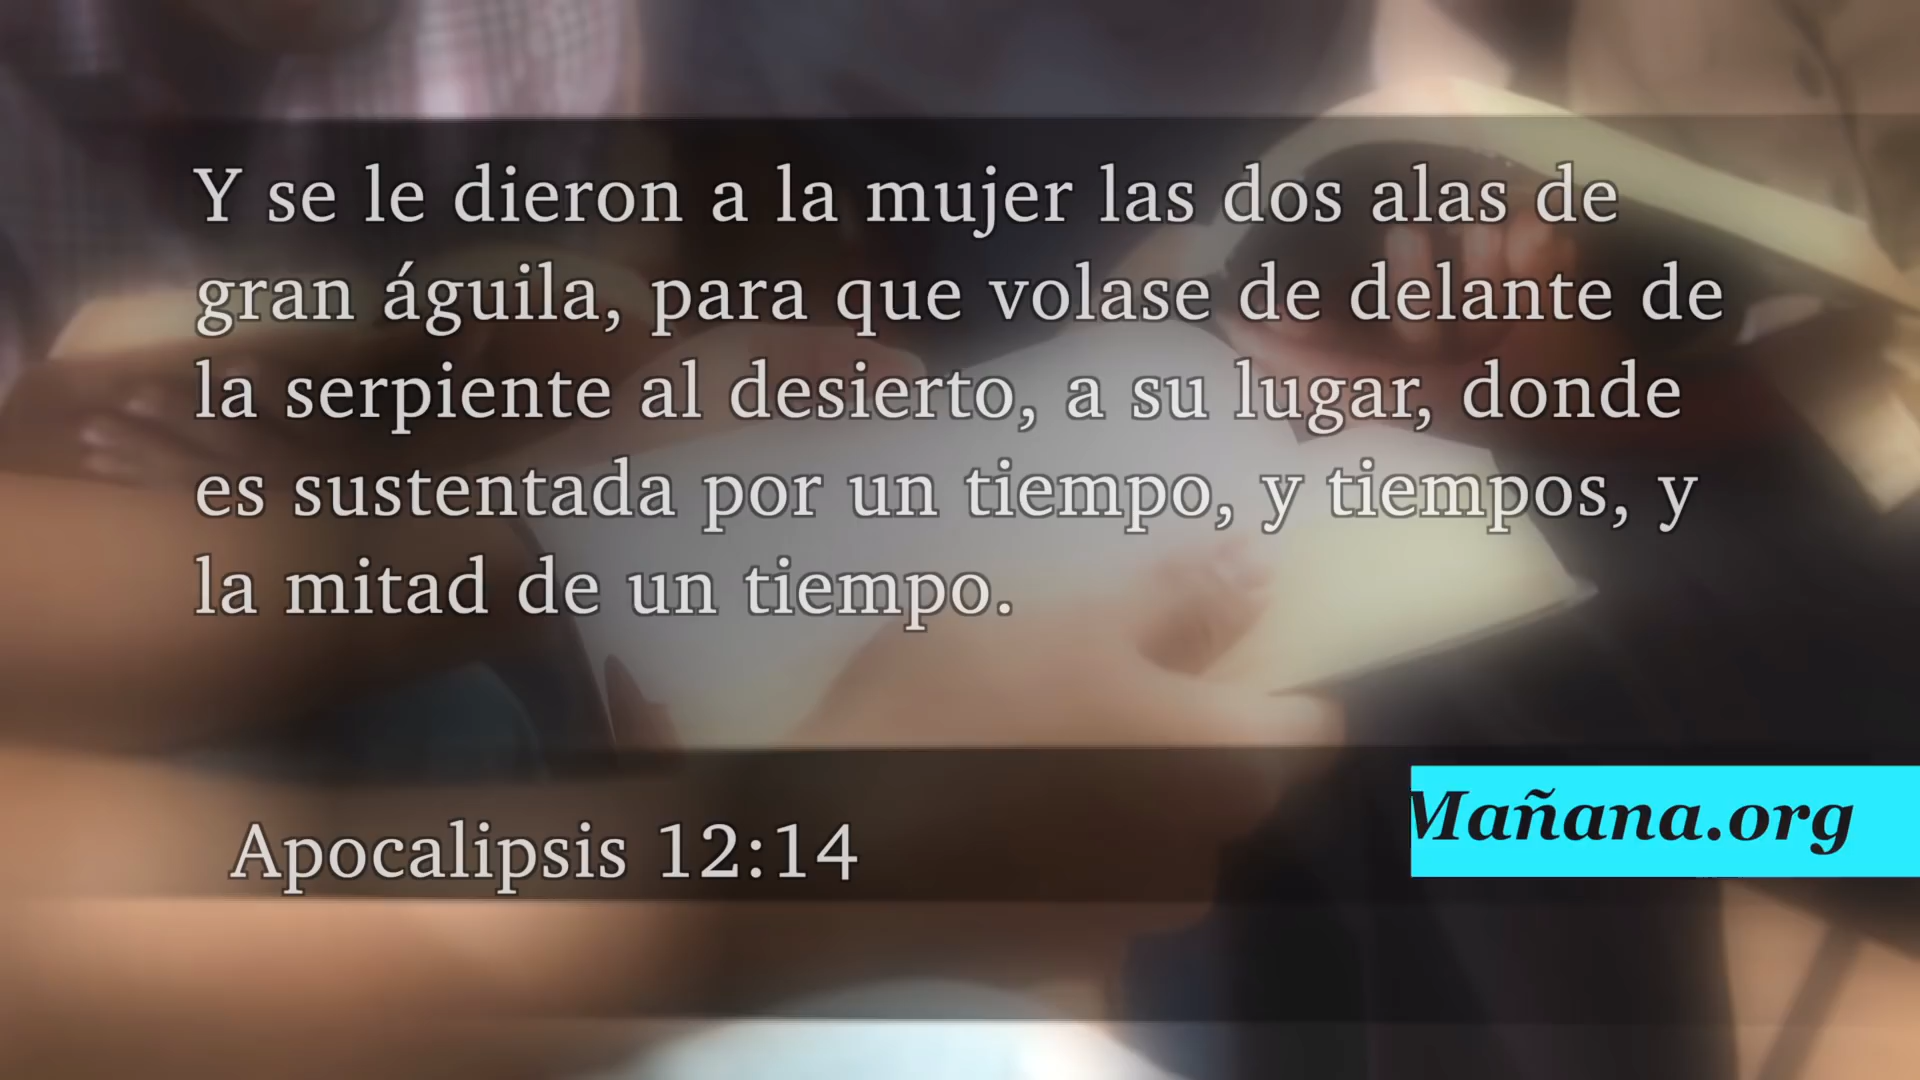 Y se le dieron a la mujer las dos alas de
gran águila, para que volase de delante de
la serpiente al desierto, a su lugar, donde
es sustentada por un tiempo, y tiempos, y
la mitad de un tiempo.
Apocalipsis 12:14
Mañana.org